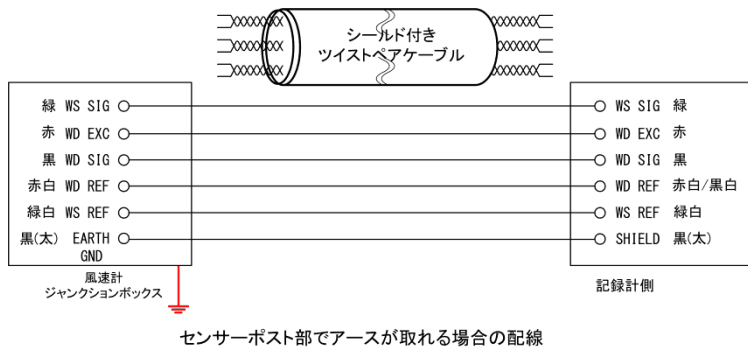 シールド付き
ツイストペアケーブル
緑 WS SIG WS SIG 緑
赤 WD EXC WD EXC 赤
黒 WD SIG WD SIG 黒
赤白 WD REF WD REF 赤白/黒白
緑白 WS REF WS REF 緑白
黒(太) EARTH SHIELD 黒(太)
GND
風速計
ジャンクションボックス
記録計側
センサーポスト部でアースが取れる場合の配線